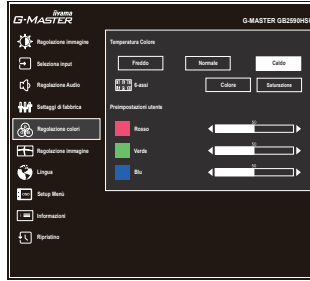 iiyama
G-MASTER
G-MASTER GB2590HSU
Regolazione immagine
Seleziona input
Regolazione Audio
Settaggi di fabbrica
Regolazione colori
Regolazione immagine
Lingua
OSD Setup Menù
Informazioni
Ripristino
Temperatura Colore
Freddo Normale Caldo
6-assi Colore Saturazione
Preimpostazioni utente
50
Rosso
50
Verde
50
Blu